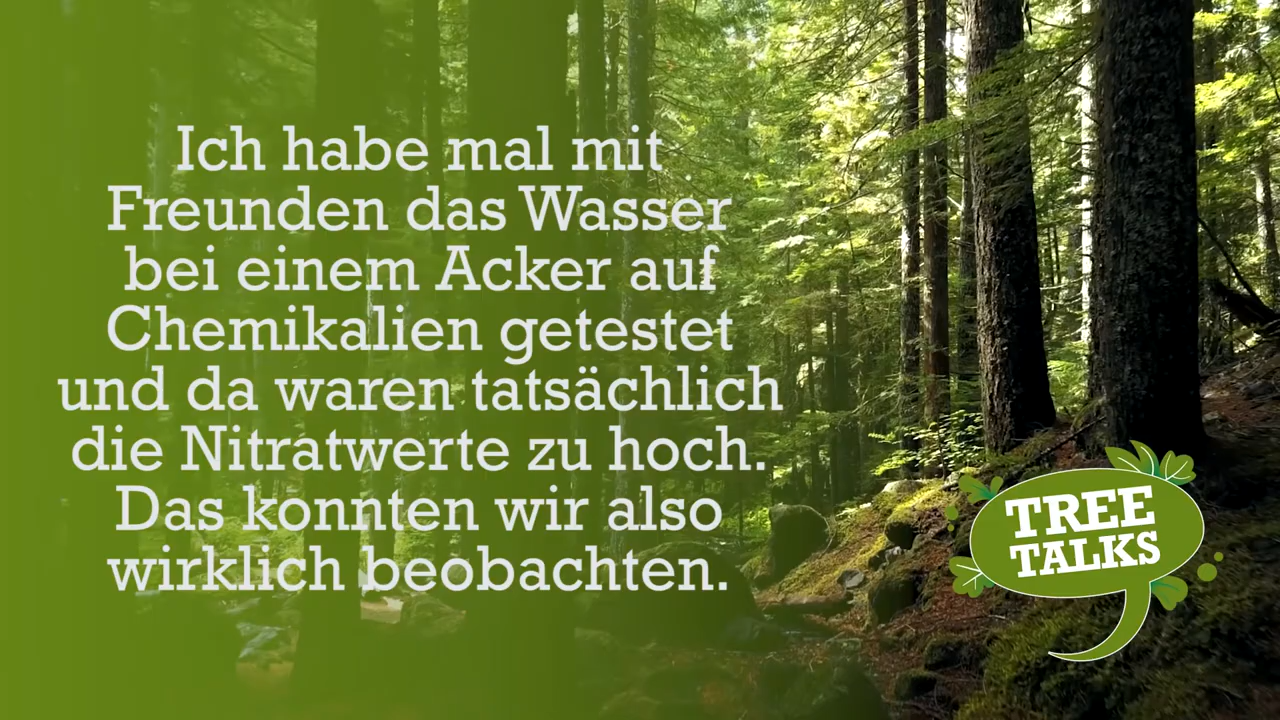 Ich habe mal mit
Freunden das Wasser
bei einem Acker auf
Chemikalien getestet
und da waren tatsächlich
die Nitratwerte zu hoch.
Das konnten wir also
wirklich beobachten.
TREE
TALKS